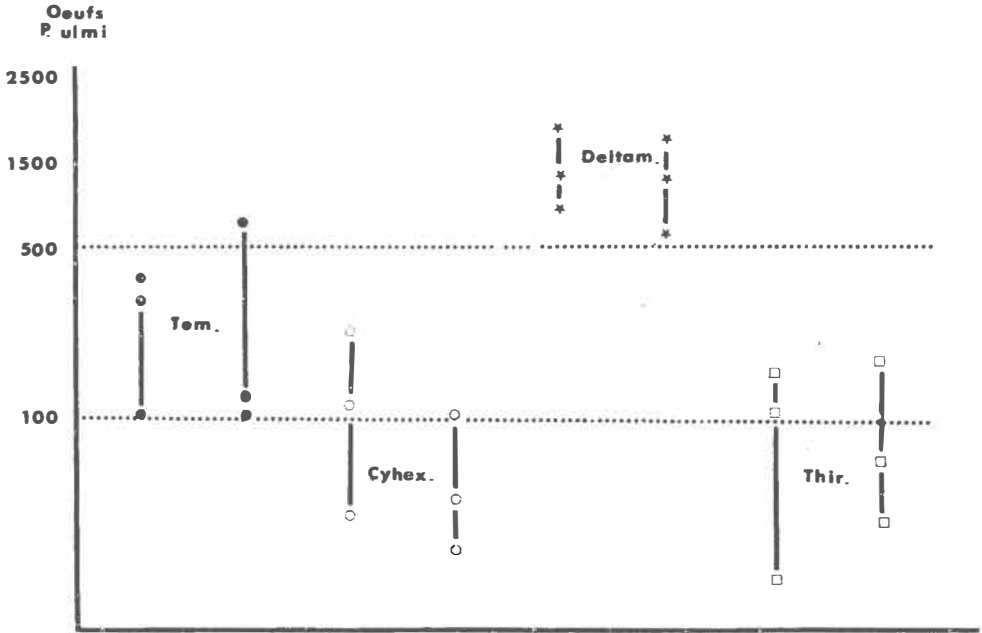 Oeufs
P. ulmi
2500
1500
Deltam.
500
Tem.
100
Cyhex.
Thir.